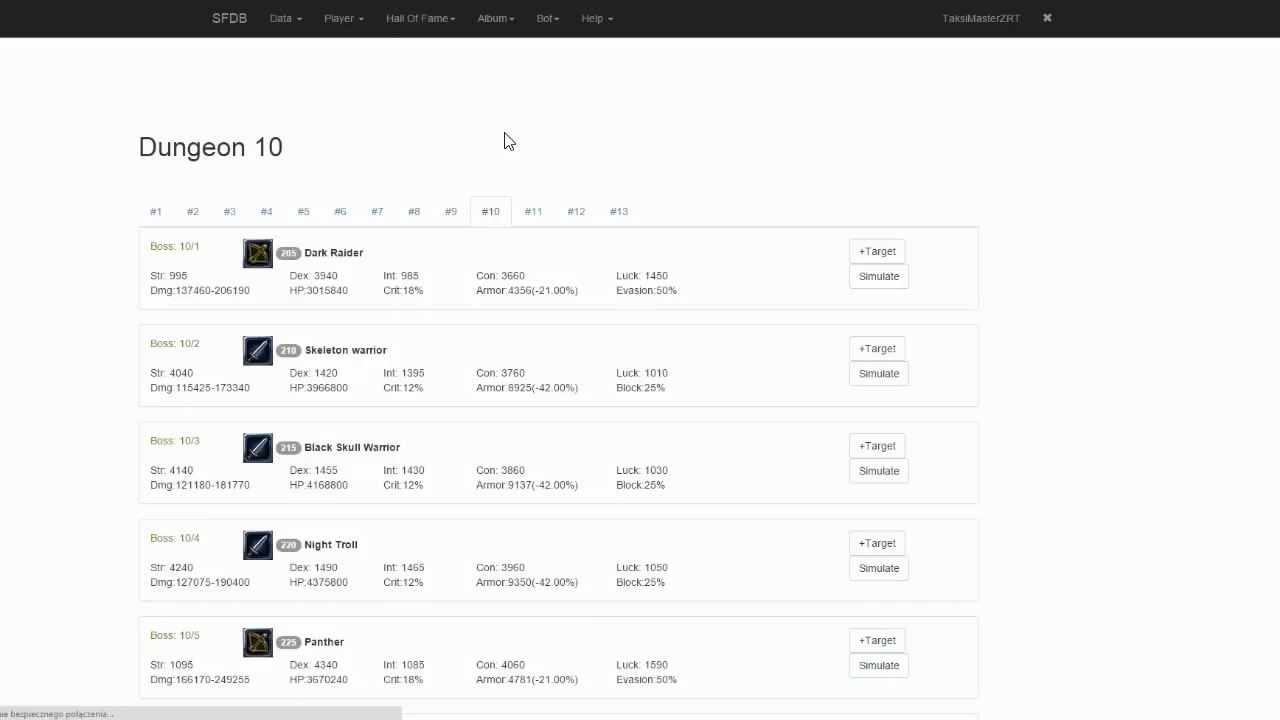 SFDB Data Player Hall Of Fame Album Bot Help TaksiMasterZRT ✖
Dungeon 10
#1 #2 #3 #4 #5 #6 #7 #8 #9 #10 #11 #12 #13
Boss: 10/1 205 Dark Raider +Target
Str: 995 Dex: 3940 Int: 985 Con: 3660 Luck: 1450 Simulate
Dmg:137460-206190 HP:3015840 Crit:18% Armor:4356(-21.00%) Evasion:50%
Boss: 10/2 210 Skeleton warrior +Target
Str: 4040 Dex: 1420 Int: 1395 Con: 3760 Luck: 1010 Simulate
Dmg:115425-173340 HP:3966800 Crit:12% Armor:8925(-42.00%) Block:25%
Boss: 10/3 215 Black Skull Warrior +Target
Str: 4140 Dex: 1455 Int: 1430 Con: 3860 Luck: 1030 Simulate
Dmg:121180-181770 HP:4168800 Crit:12% Armor:9137(-42.00%) Block:25%
Boss: 10/4 220 Night Troll +Target
Str: 4240 Dex: 1490 Int: 1465 Con: 3960 Luck: 1050 Simulate
Dmg:127075-190400 HP:4375800 Crit:12% Armor:9350(-42.00%) Block:25%
Boss: 10/5 225 Panther +Target
Str: 1095 Dex: 4340 Int: 1085 Con: 4060 Luck: 1590 Simulate
Dmg:166170-249255 HP:3670240 Crit:18% Armor:4781(-21.00%) Evasion:50%
ie bezpiecznego połączenia...